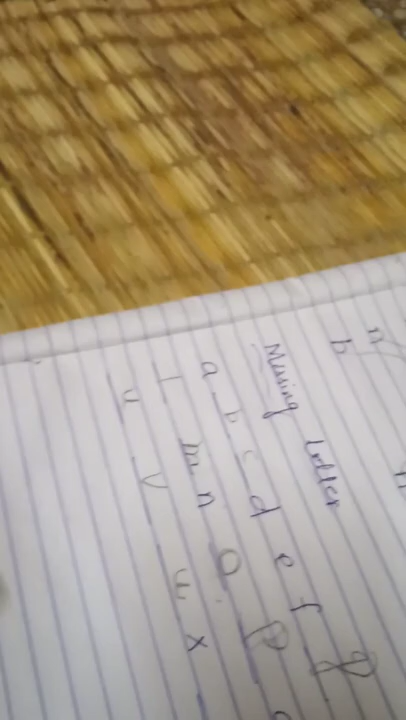 n
b
Missing Letter
a b c d e f g
l m n o p
u v u x